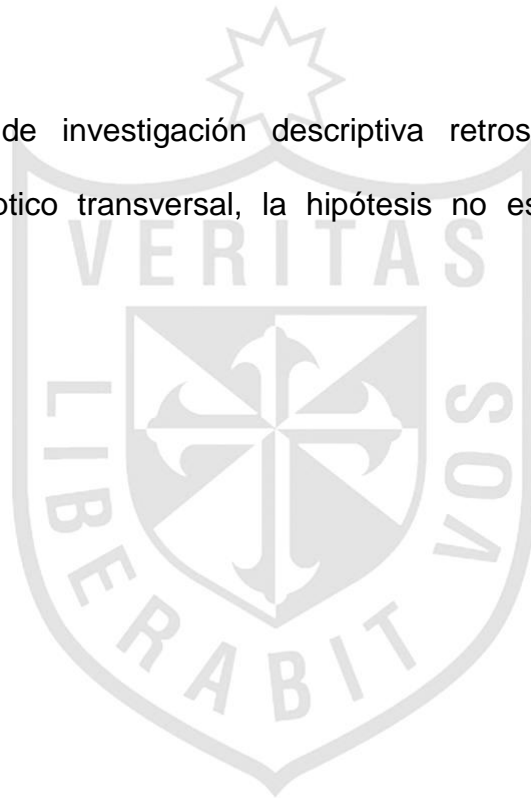 de investigación descriptiva retros
ptico transversal, la hipótesis no es
VERITAS
LIBERABIT VOS